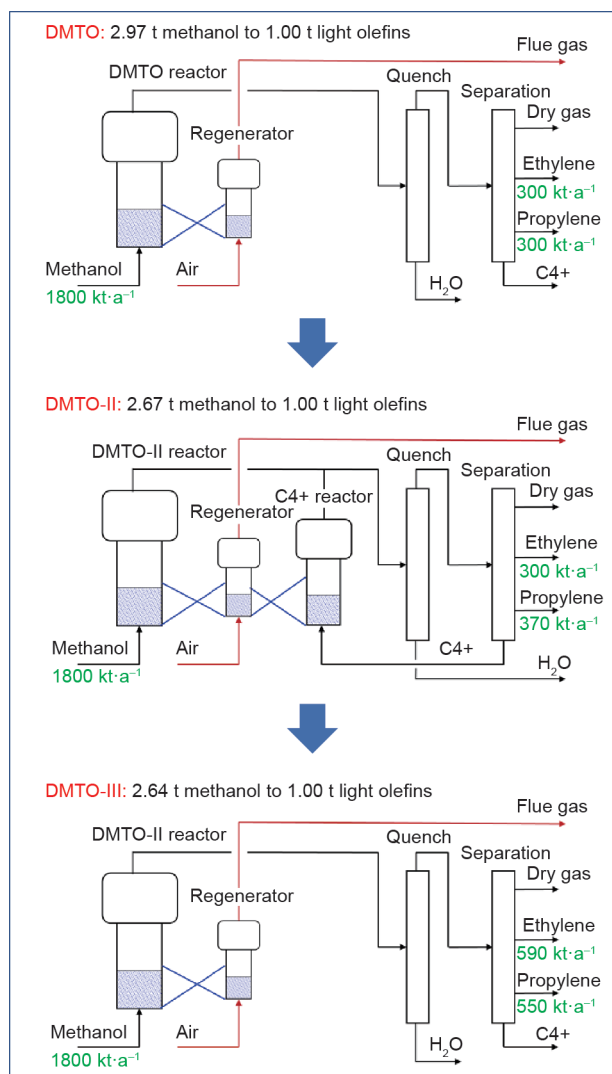 DMTO: 2.97 t methanol to 1.00 t light olefins
Flue gas
DMTO reactor
Quench
Separation
Dry gas
Regenerator
Ethylene
300 kt·a⁻¹
Propylene
300 kt·a⁻¹
Methanol
1800 kt·a⁻¹
Air
H₂O
C4+
DMTO-II: 2.67 t methanol to 1.00 t light olefins
Flue gas
DMTO-II reactor
Quench
Separation
C4+ reactor
Regenerator
Dry gas
Ethylene
300 kt·a⁻¹
Propylene
370 kt·a⁻¹
Methanol
1800 kt·a⁻¹
Air
C4+
H₂O
DMTO-III: 2.64 t methanol to 1.00 t light olefins
Flue gas
DMTO-II reactor
Quench
Separation
Dry gas
Regenerator
Ethylene
590 kt·a⁻¹
Propylene
550 kt·a⁻¹
Methanol
1800 kt·a⁻¹
Air
H₂O
C4+